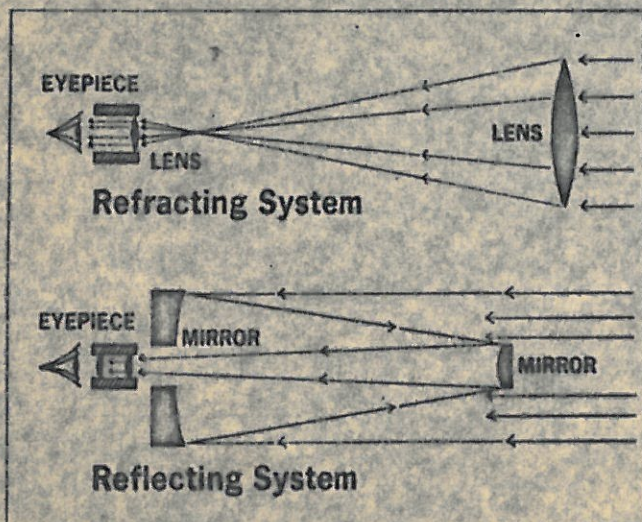 EYEPIECE
LENS
LENS
Refracting System
EYEPIECE
MIRROR
MIRROR
Reflecting System